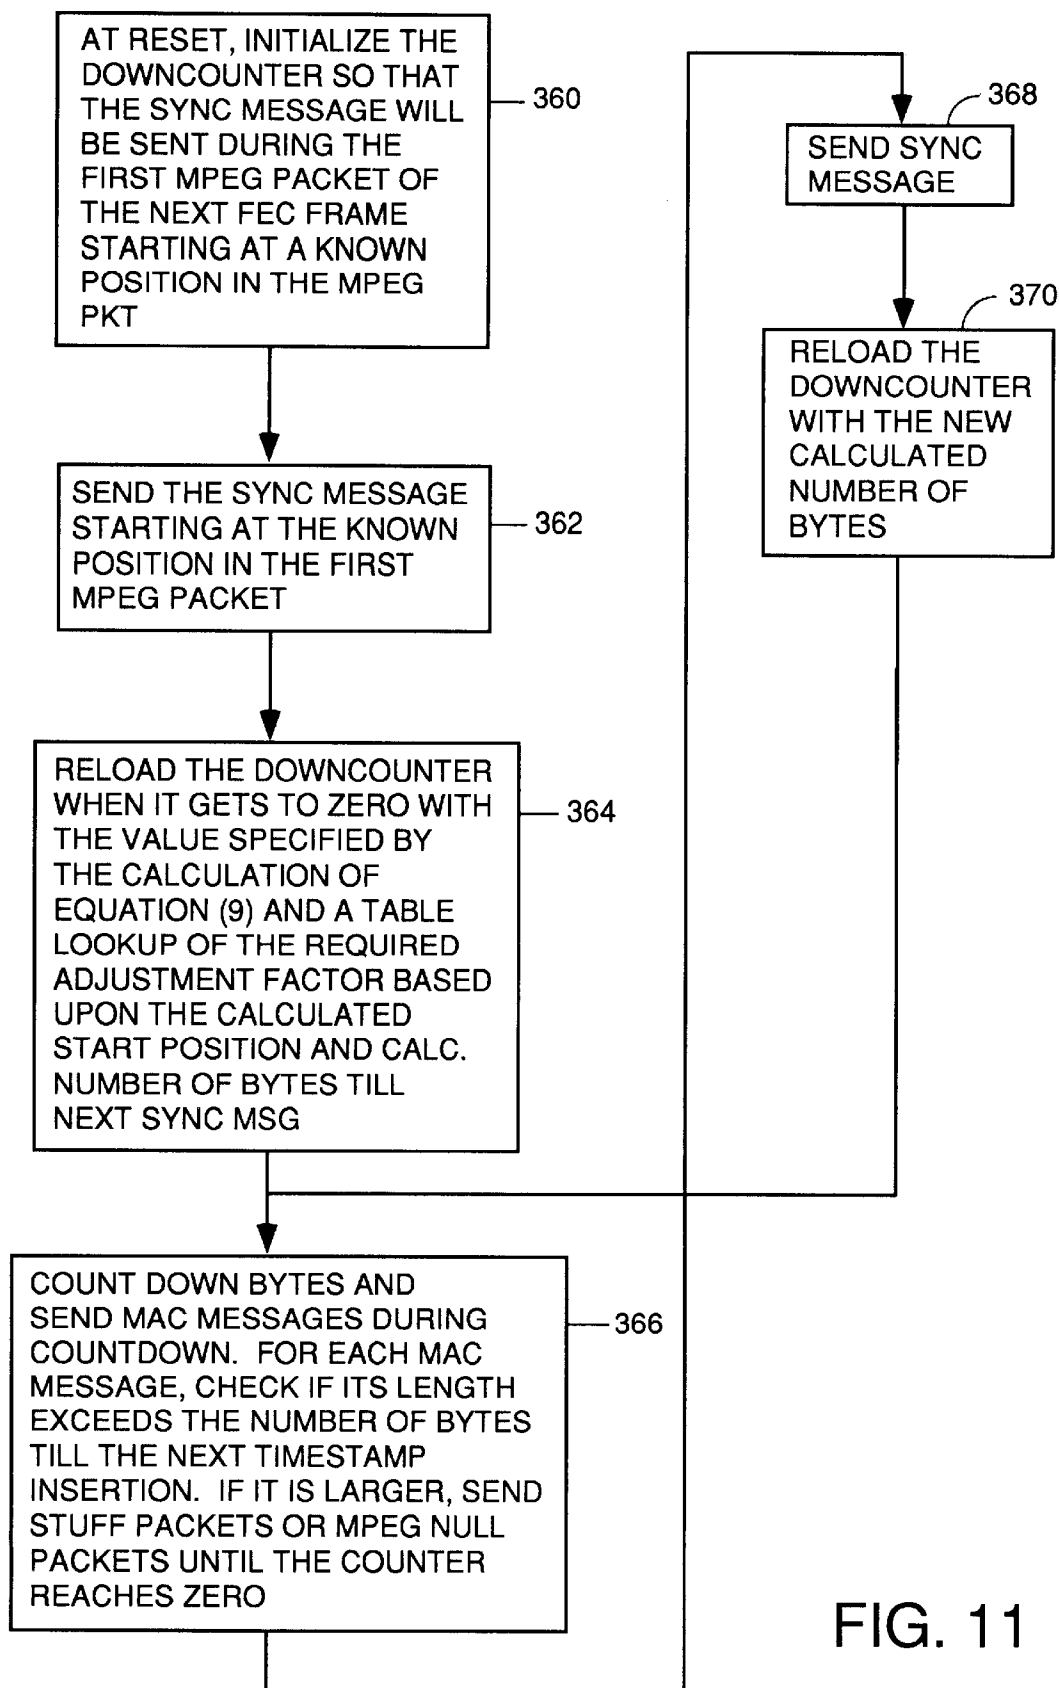 AT RESET, INITIALIZE THE
DOWNCOUNTER SO THAT
THE SYNC MESSAGE WILL
BE SENT DURING THE
FIRST MPEG PACKET OF
THE NEXT FEC FRAME
STARTING AT A KNOWN
POSITION IN THE MPEG
PKT
360
SEND THE SYNC MESSAGE
STARTING AT THE KNOWN
POSITION IN THE FIRST
MPEG PACKET
362
RELOAD THE DOWNCOUNTER
WHEN IT GETS TO ZERO WITH
THE VALUE SPECIFIED BY
THE CALCULATION OF
EQUATION (9) AND A TABLE
LOOKUP OF THE REQUIRED
ADJUSTMENT FACTOR BASED
UPON THE CALCULATED
START POSITION AND CALC.
NUMBER OF BYTES TILL
NEXT SYNC MSG
364
COUNT DOWN BYTES AND
SEND MAC MESSAGES DURING
COUNTDOWN. FOR EACH MAC
MESSAGE, CHECK IF ITS LENGTH
EXCEEDS THE NUMBER OF BYTES
TILL THE NEXT TIMESTAMP
INSERTION. IF IT IS LARGER, SEND
STUFF PACKETS OR MPEG NULL
PACKETS UNTIL THE COUNTER
REACHES ZERO
366
SEND SYNC
MESSAGE
368
RELOAD THE
DOWNCOUNTER
WITH THE NEW
CALCULATED
NUMBER OF
BYTES
370
FIG. 11